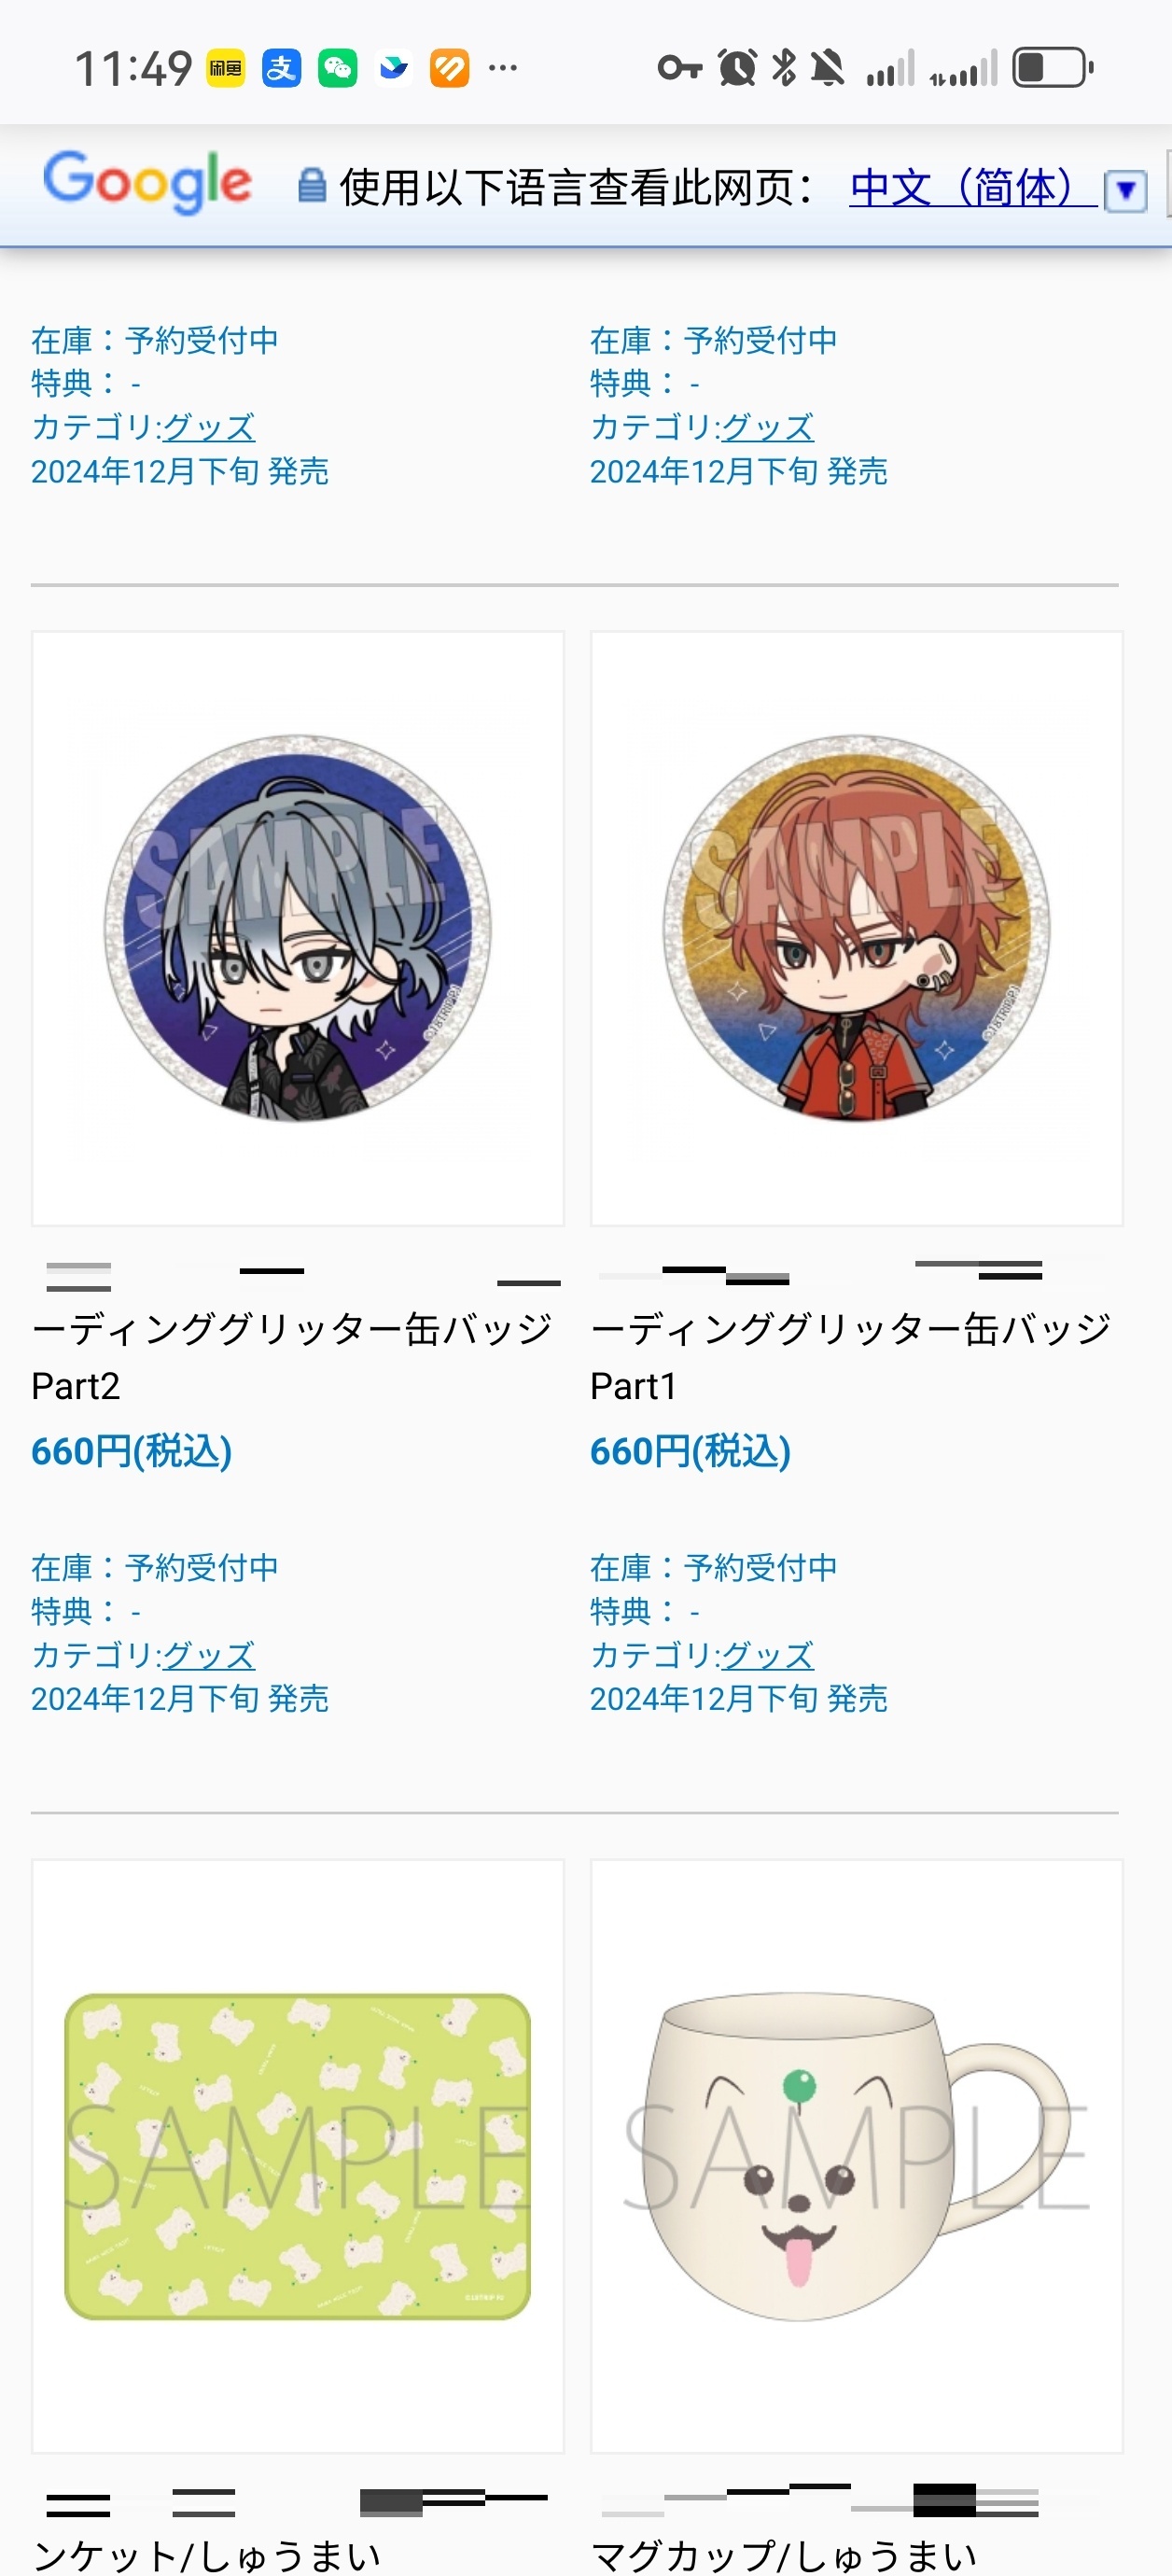 11:49
闲鱼
支
Google 使用以下语言查看此网页： 中文（简体）
在庫：予約受付中
特典： -
カテゴリ:グッズ
2024年12月下旬 発売
在庫：予約受付中
特典： -
カテゴリ:グッズ
2024年12月下旬 発売
SAMPLE
©18TRIP PJ
SAMPLE
©18TRIP PJ
ーディンググリッター缶バッジ
Part2
660円(税込)
ーディンググリッター缶バッジ
Part1
660円(税込)
在庫：予約受付中
特典： -
カテゴリ:グッズ
2024年12月下旬 発売
在庫：予約受付中
特典： -
カテゴリ:グッズ
2024年12月下旬 発売
SAMPLE
©18TRIP PJ
SAMPLE
ンケット/しゅうまい
マグカップ/しゅうまい